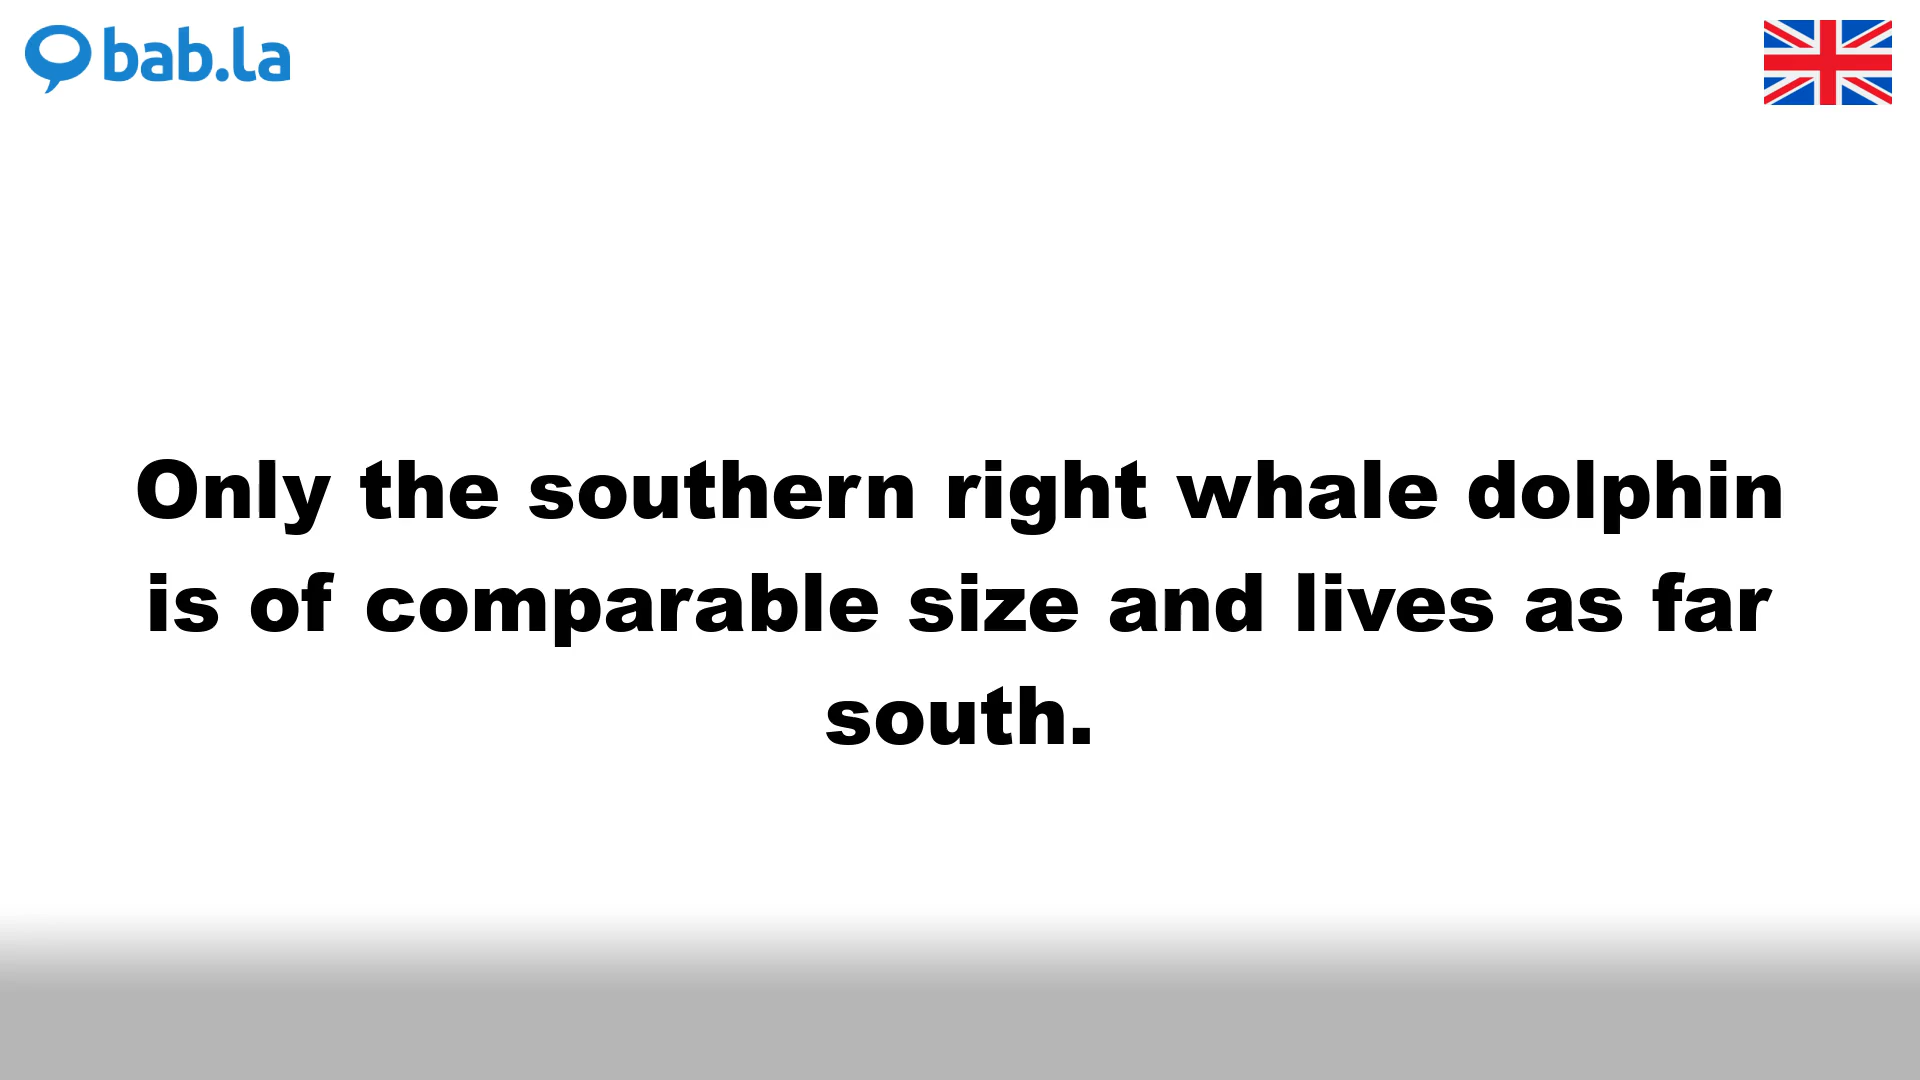 bab.la
Only the southern right whale dolphin
is of comparable size and lives as far
south.